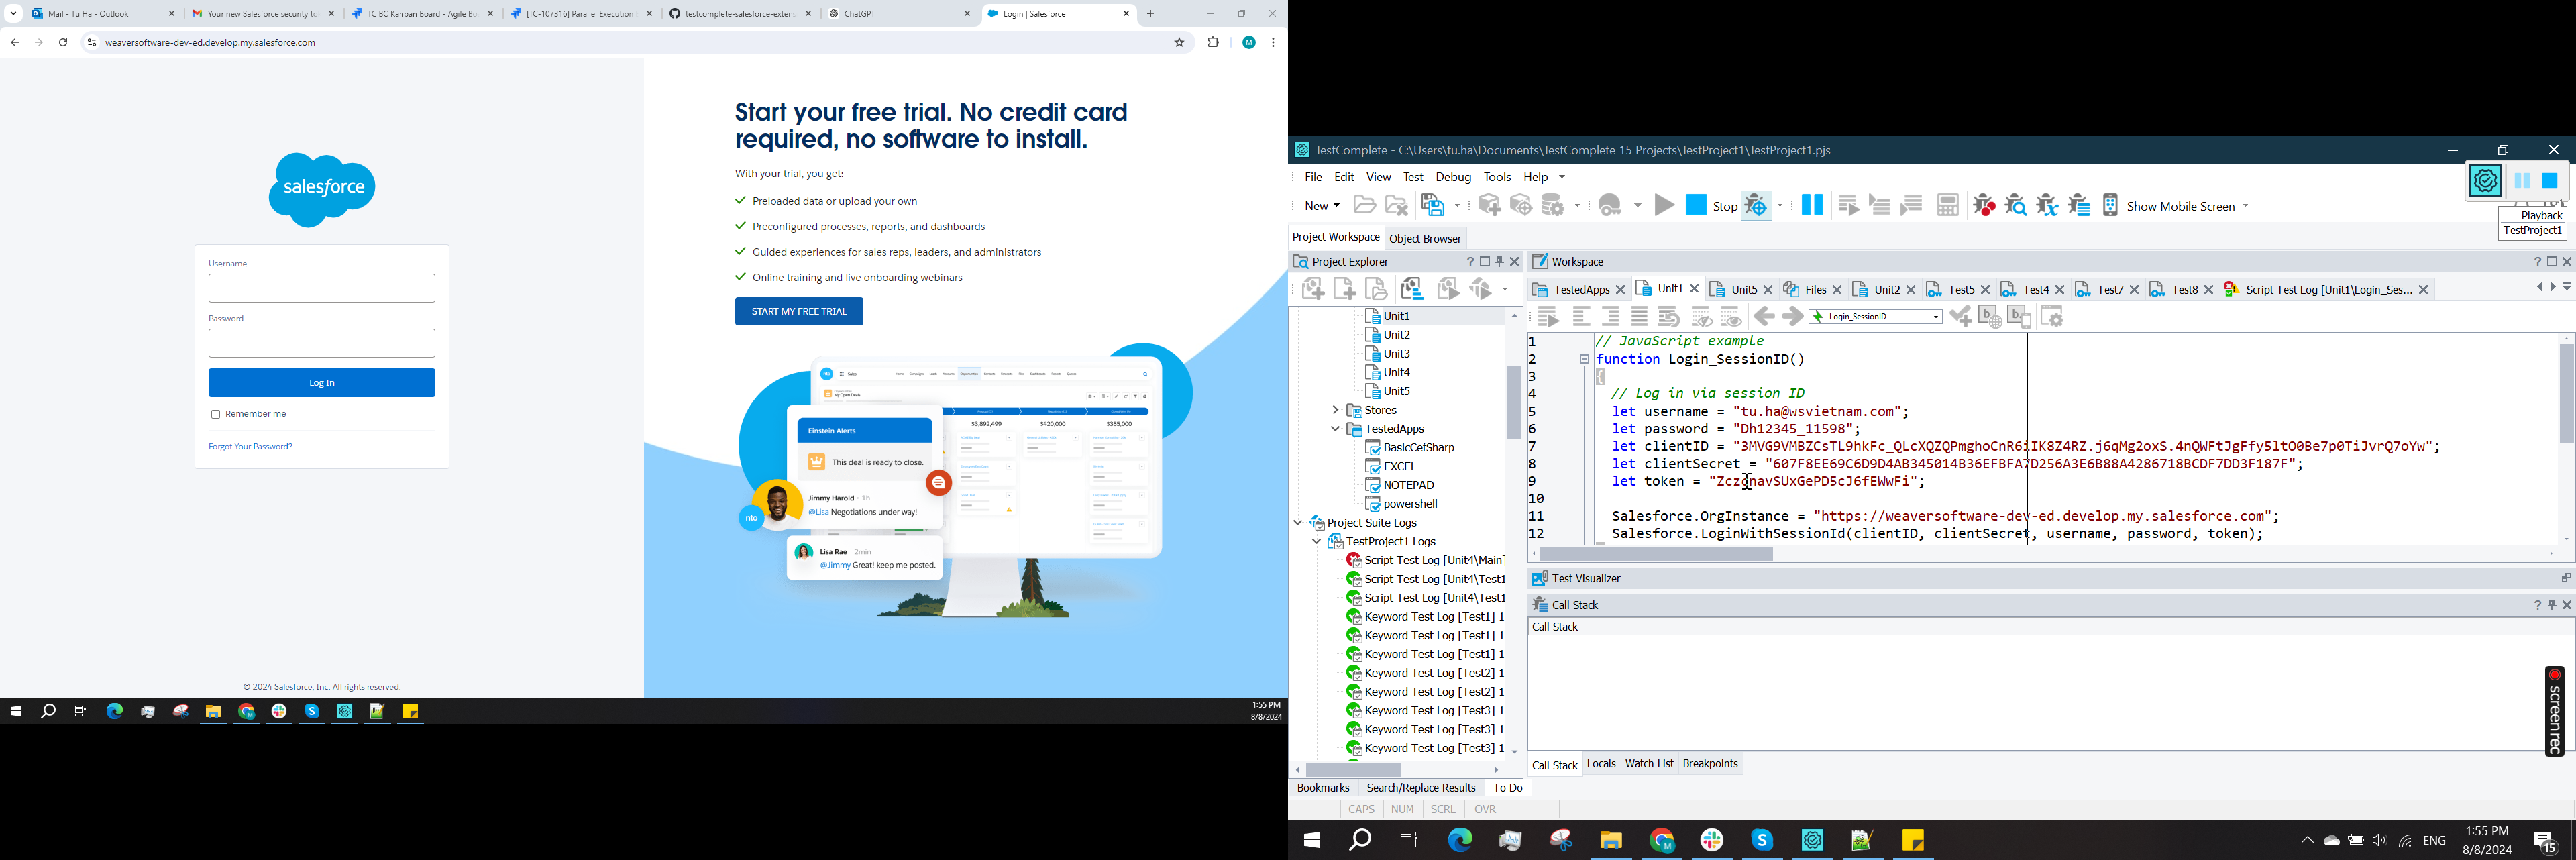 Mail - Tu Ha - Outlook
Your new Salesforce security to
TC BC Kanban Board - Agile Bo
[TC-107316] Parallel Execution
testcomplete-salesforce-extens
ChatGPT
Login | Salesforce
weaversoftware-dev-ed.develop.my.salesforce.com
M
salesforce
Username
Password
Log In
Remember me
Forgot Your Password?
© 2024 Salesforce, Inc. All rights reserved.
Start your free trial. No credit card
required, no software to install.
With your trial, you get:
Preloaded data or upload your own
Preconfigured processes, reports, and dashboards
Guided experiences for sales reps, leaders, and administrators
Online training and live onboarding webinars
START MY FREE TRIAL
nto
Sales
My Open Deals
$3,892,499
$420,000
$355,000
Einstein Alerts
This deal is ready to close.
Jimmy Harold · 1h
@Lisa Negotiations under way!
nto
Lisa Rae 2min
@Jimmy Great! keep me posted.
1:55 PM
8/8/2024
TestComplete - C:\Users\tu.ha\Documents\TestComplete 15 Projects\TestProject1\TestProject1.pjs
File Edit View Test Debug Tools Help
New
Stop
Show Mobile Screen
Playback
TestProject1
Project Workspace
Object Browser
Project Explorer
Unit1
Unit2
Unit3
Unit4
Unit5
Stores
TestedApps
BasicCefSharp
EXCEL
NOTEPAD
powershell
Project Suite Logs
TestProject1 Logs
Script Test Log [Unit4\Main]
Script Test Log [Unit4\Test1
Script Test Log [Unit4\Test1
Keyword Test Log [Test1] 1
Keyword Test Log [Test1] 1
Keyword Test Log [Test1] 1
Keyword Test Log [Test2] 1
Keyword Test Log [Test2] 1
Keyword Test Log [Test3] 1
Keyword Test Log [Test3] 1
Keyword Test Log [Test3] 1
Workspace
TestedApps
Unit1
Unit5
Files
Unit2
Test5
Test4
Test7
Test8
Script Test Log [Unit1\Login_Ses...
Login_SessionID
1 // JavaScript example
2 function Login_SessionID()
3 {
4 // Log in via session ID
5 let username = "tu.ha@wsvietnam.com";
6 let password = "Dh12345_11598";
7 let clientID = "3MVG9VMBZCsTL9hkFc_QLcXQZQPmghoCnR6iIK8Z4RZ.j6qMg2oxS.4nQWFtJgFfy5ltO0Be7p0TiJvrQ7oYw";
8 let clientSecret = "607F8EE69C6D9D4AB345014B36EFBFA7D256A3E6B88A4286718BCDF7DD3F187F";
9 let token = "ZczqnavSUxGePD5cJ6fEWwFi";
10
11 Salesforce.OrgInstance = "https://weaversoftware-dev-ed.develop.my.salesforce.com";
12 Salesforce.LoginWithSessionId(clientID, clientSecret, username, password, token);
Test Visualizer
Call Stack
Call Stack
Call Stack
Locals
Watch List
Breakpoints
Bookmarks
Search/Replace Results
To Do
CAPS NUM SCRL OVR
screenrec
ENG
1:55 PM
8/8/2024
15